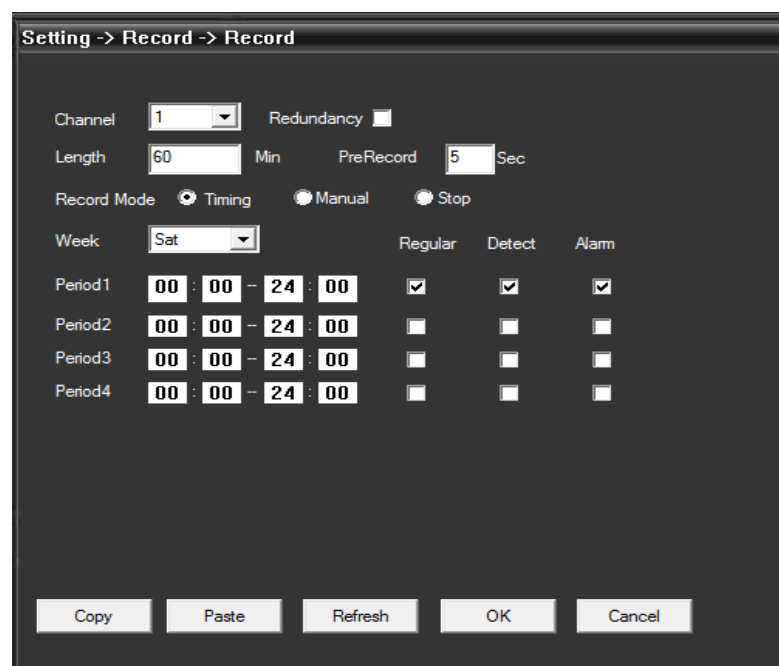 Setting -> Record -> Record
Channel 1 Redundancy
Length 60 Min PreRecord 5 Sec
Record Mode Timing Manual Stop
Week Sat Regular Detect Alarm
Period1 00 : 00 - 24 : 00
Period2 00 : 00 - 24 : 00
Period3 00 : 00 - 24 : 00
Period4 00 : 00 - 24 : 00
Copy Paste Refresh OK Cancel